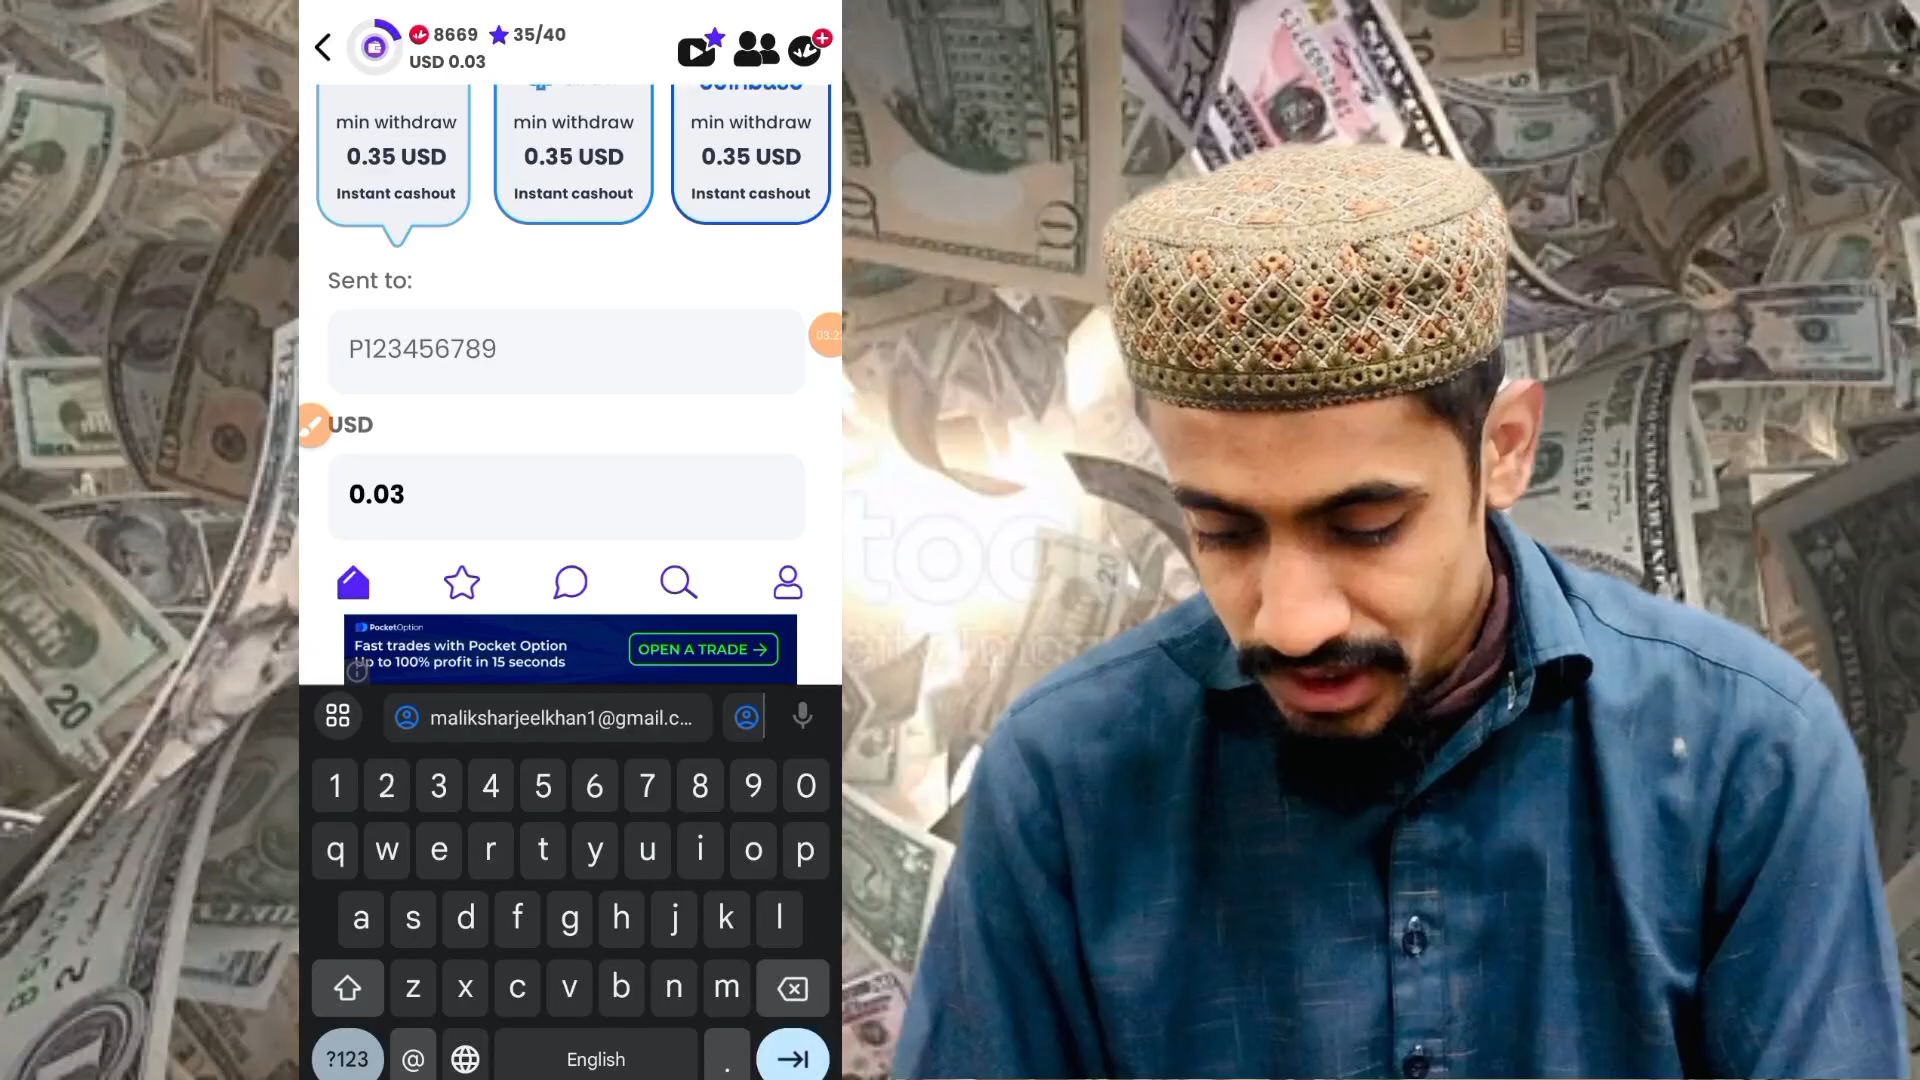 8669 35/40
USD 0.03
coinbase
min withdraw
0.35 USD
Instant cashout
min withdraw
0.35 USD
Instant cashout
min withdraw
0.35 USD
Instant cashout
Sent to:
P123456789
USD
0.03
PocketOption
Fast trades with Pocket Option
Up to 100% profit in 15 seconds
OPEN A TRADE →
maliksharjeelkhan1@gmail.c...
1 2 3 4 5 6 7 8 9 0
q w e r t y u i o p
a s d f g h j k l
z x c v b n m
?123 @ English .